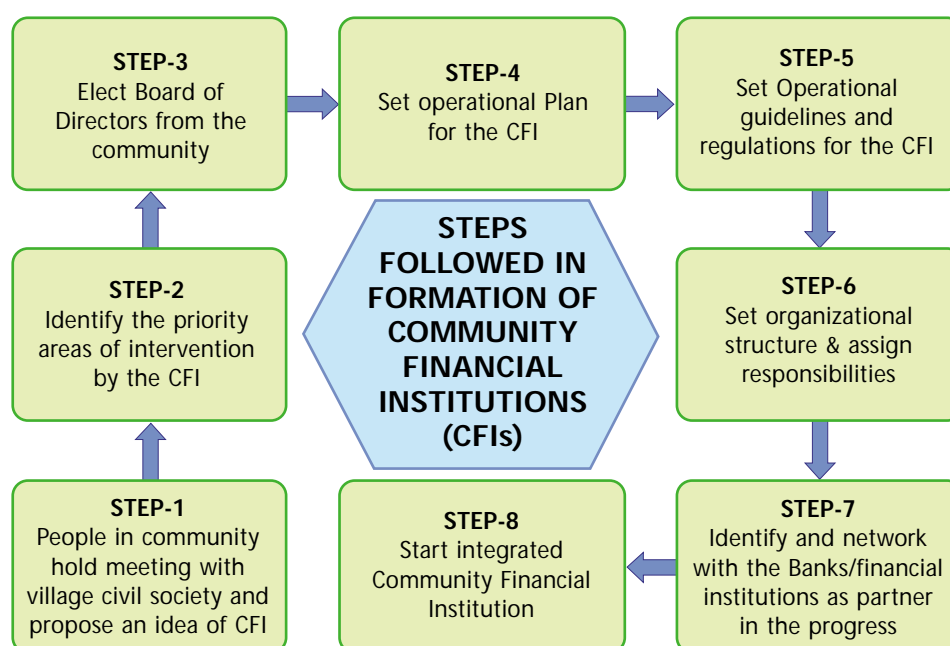 STEP-3
Elect Board of
Directors from the
community
STEP-4
Set operational Plan
for the CFI
STEP-5
Set Operational
guidelines and
regulations for the CFI
STEPS
FOLLOWED IN
FORMATION OF
COMMUNITY
FINANCIAL
INSTITUTIONS
(CFIs)
STEP-2
Identify the priority
areas of intervention
by the CFI
STEP-6
Set organizational
structure & assign
responsibilities
STEP-1
People in community
hold meeting with
village civil society and
propose an idea of CFI
STEP-8
Start integrated
Community Financial
Institution
STEP-7
Identify and network
with the Banks/financial
institutions as partner
in the progress